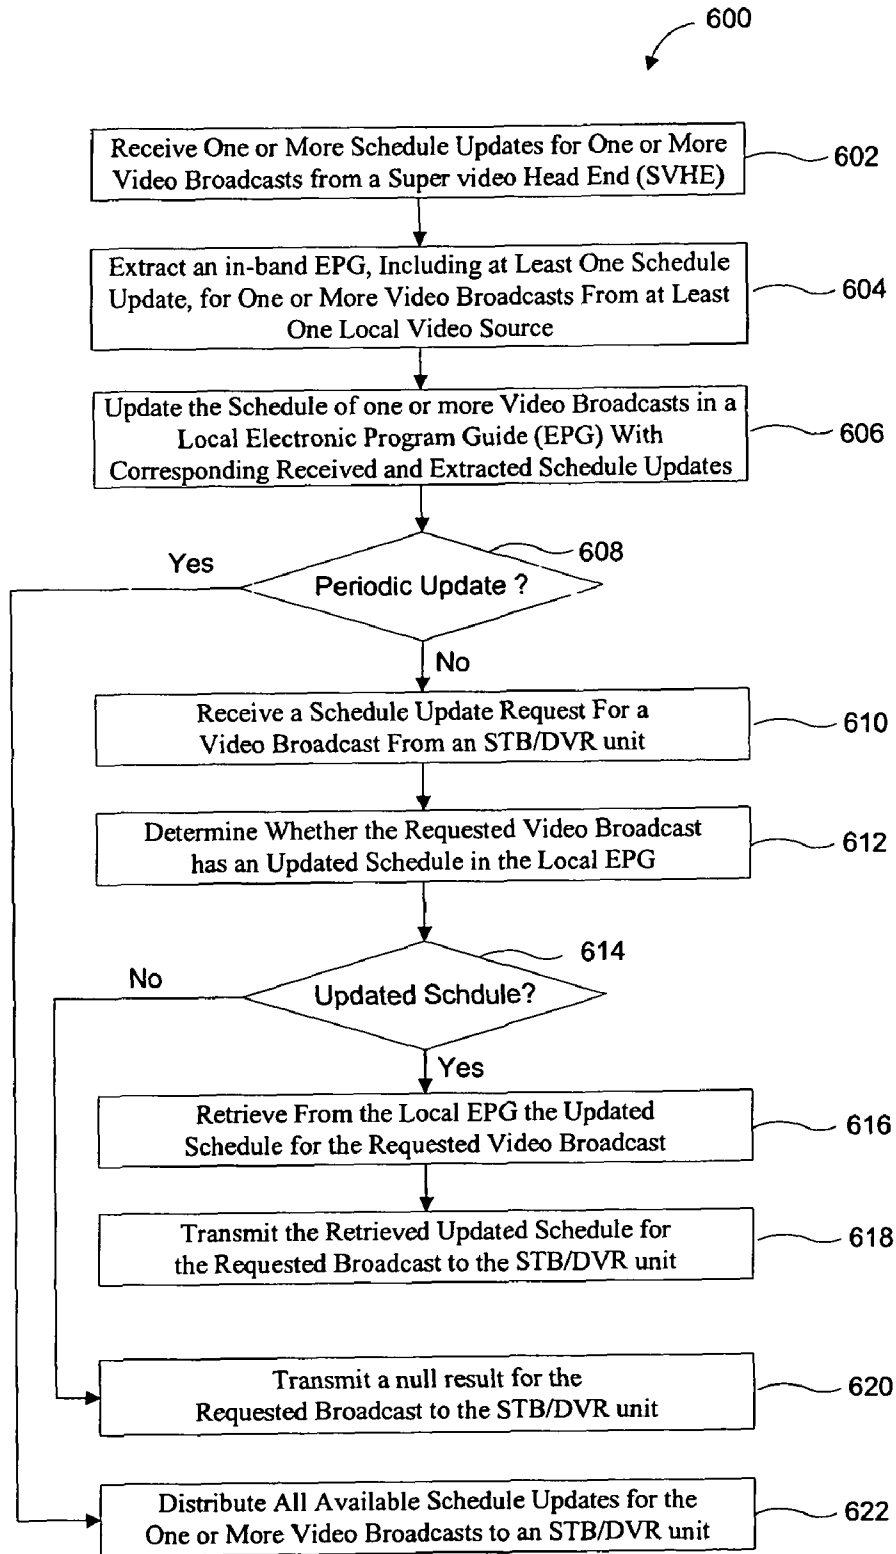 600
Receive One or More Schedule Updates for One or More
Video Broadcasts from a Super video Head End (SVHE)
602
Extract an in-band EPG, Including at Least One Schedule
Update, for One or More Video Broadcasts From at Least
One Local Video Source
604
Update the Schedule of one or more Video Broadcasts in a
Local Electronic Program Guide (EPG) With
Corresponding Received and Extracted Schedule Updates
606
608
Yes
Periodic Update ?
No
Receive a Schedule Update Request For a
Video Broadcast From an STB/DVR unit
610
Determine Whether the Requested Video Broadcast
has an Updated Schedule in the Local EPG
612
614
No
Updated Schdule?
Yes
Retrieve From the Local EPG the Updated
Schedule for the Requested Video Broadcast
616
Transmit the Retrieved Updated Schedule for
the Requested Broadcast to the STB/DVR unit
618
Transmit a null result for the
Requested Broadcast to the STB/DVR unit
620
Distribute All Available Schedule Updates for the
One or More Video Broadcasts to an STB/DVR unit
622